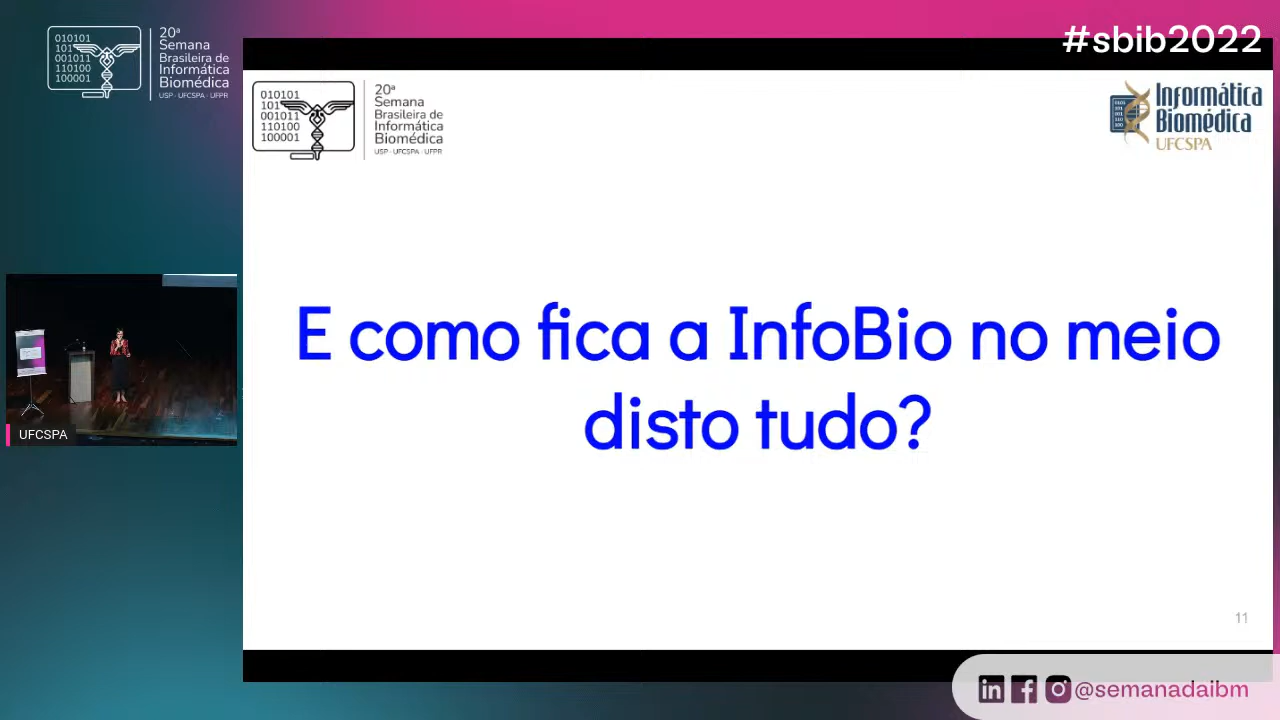 010101
101
001011
110100
100001
20ª
Semana
Brasileira de
Informática
Biomédica
USP - UFCSPA - UFPR
#sbib2022
010101
101
001011
110100
100001
20ª
Semana
Brasileira de
Informática
Biomédica
USP - UFCSPA - UFPR
Informática
Biomédica
UFCSPA
E como fica a InfoBio no meio
disto tudo?
UFCSPA
11
@semanadaibm